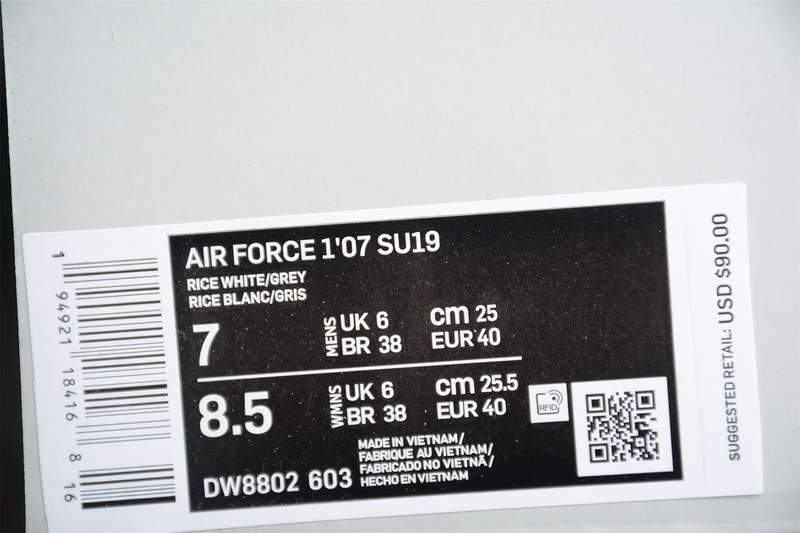 AIR FORCE 1'07 SU19
RICE WHITE/GREY
RICE BLANC/GRIS
7
MENS
UK 6
BR 38
cm 25
EUR 40
8.5
WMNS
UK 6
BR 38
cm 25.5
EUR 40
RFID
DW8802 603
MADE IN VIETNAM/
FABRIQUE AU VIETNAM/
FABRICADO NO VIETNÃ/
HECHO EN VIETNAM
1 94921 18416 8 16
SUGGESTED RETAIL: USD $90.00